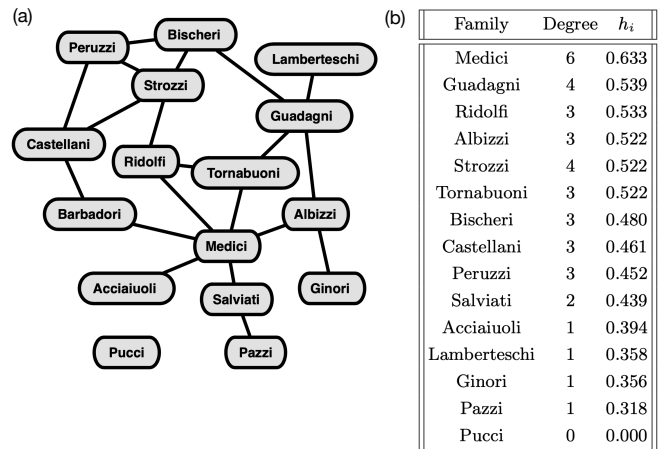 (a)
Peruzzi
Bischeri
Lamberteschi
Strozzi
Guadagni
Castellani
Ridolfi
Tornabuoni
Barbadori
Albizzi
Medici
Acciaiuoli
Salviati
Ginori
Pucci
Pazzi
(b)
Family Degree h_i
Medici 6 0.633
Guadagni 4 0.539
Ridolfi 3 0.533
Albizzi 3 0.522
Strozzi 4 0.522
Tornabuoni 3 0.522
Bischeri 3 0.480
Castellani 3 0.461
Peruzzi 3 0.452
Salviati 2 0.439
Acciaiuoli 1 0.394
Lamberteschi 1 0.358
Ginori 1 0.356
Pazzi 1 0.318
Pucci 0 0.000